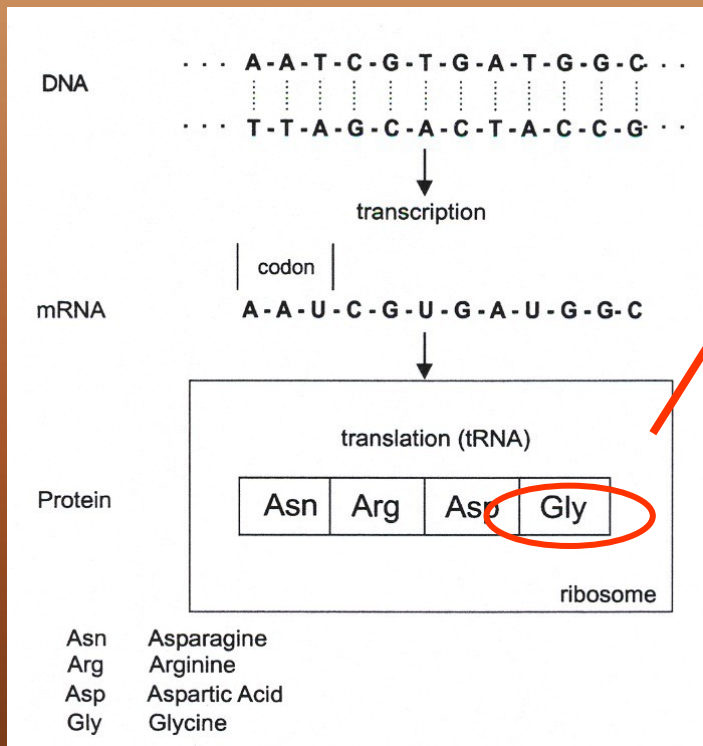 · · · A - A - T - C - G - T - G - A - T - G - G - C · · ·
DNA
· · · T - T - A - G - C - A - C - T - A - C - C - G · · ·
transcription
codon
mRNA A - A - U - C - G - U - G - A - U - G - G - C
translation (tRNA)
Protein Asn Arg Asp Gly
ribosome
Asn Asparagine
Arg Arginine
Asp Aspartic Acid
Gly Glycine